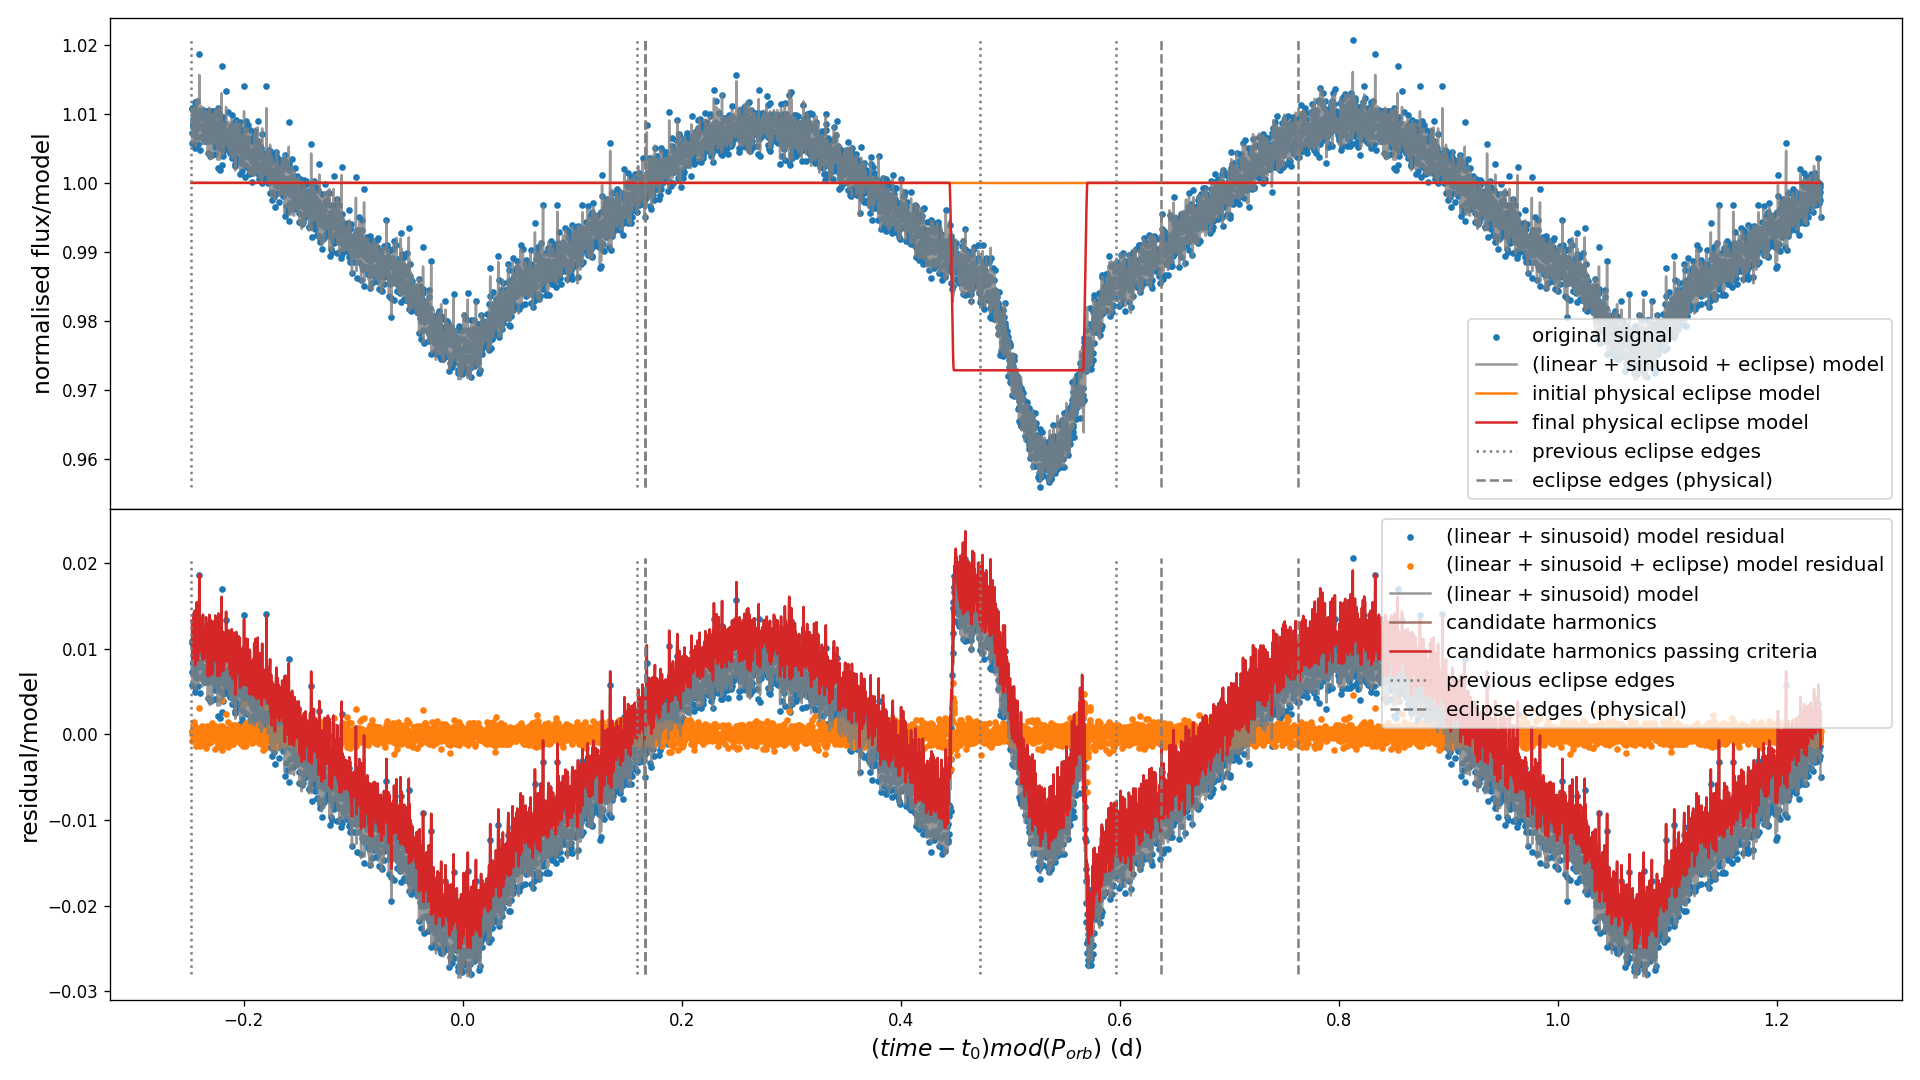 normalised flux/model
1.02
1.01
1.00
0.99
0.98
0.97
0.96
original signal
(linear + sinusoid + eclipse) model
initial physical eclipse model
final physical eclipse model
previous eclipse edges
eclipse edges (physical)
residual/model
0.02
0.01
0.00
−0.01
−0.02
−0.03
(linear + sinusoid) model residual
(linear + sinusoid + eclipse) model residual
(linear + sinusoid) model
candidate harmonics
candidate harmonics passing criteria
previous eclipse edges
eclipse edges (physical)
−0.2
0.0
0.2
0.4
0.6
0.8
1.0
1.2
(time − t₀)mod(Pₒᵣb) (d)